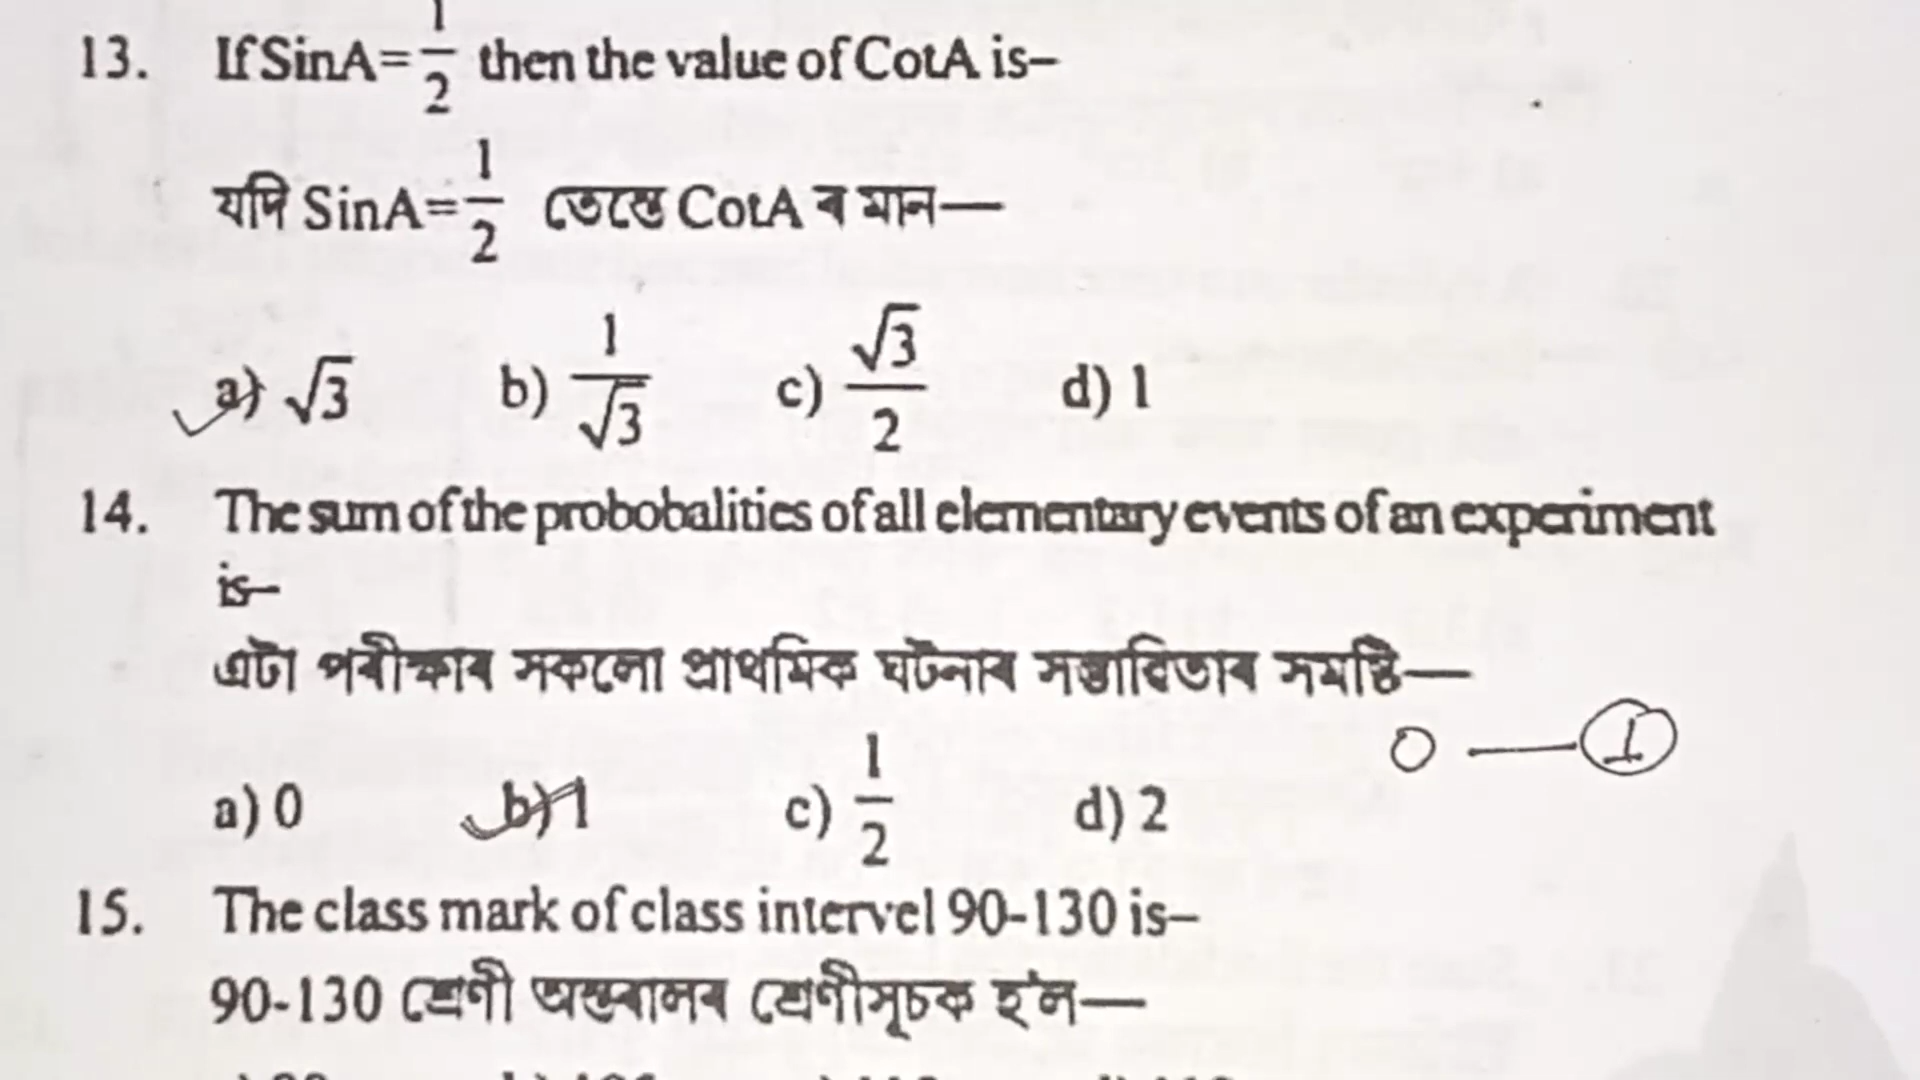 13. If SinA=1/2 then the value of CotA is–
যদি SinA=1/2 তেন্তে CotA ৰ মান—
a) √3 b) 1/√3 c) √3/2 d) 1
14. The sum of the probobalities of all elementary events of an experiment
is–
এটা পৰীক্ষাৰ সকলো প্ৰাথমিক ঘটনাৰ সম্ভাবিতাৰ সমষ্টি—
0 — 1
a) 0 b) 1 c) 1/2 d) 2
15. The class mark of class intervel 90-130 is–
90-130 শ্ৰেণী অন্তৰালৰ শ্ৰেণীসূচক হ'ল—